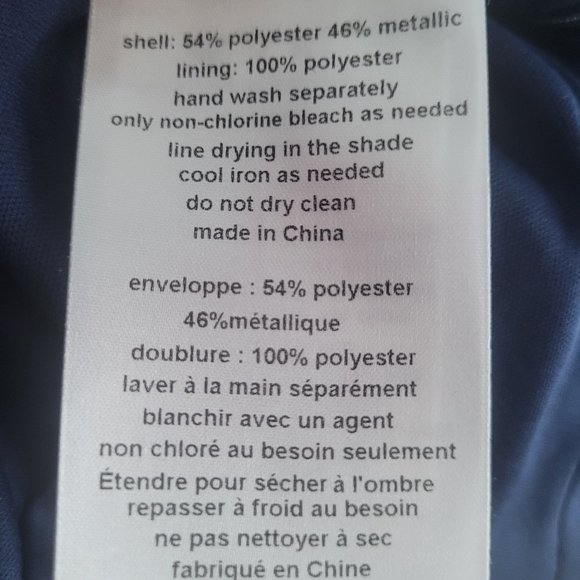 shell: 54% polyester 46% metallic
lining: 100% polyester
hand wash separately
only non-chlorine bleach as needed
line drying in the shade
cool iron as needed
do not dry clean
made in China
enveloppe : 54% polyester
46%métallique
doublure : 100% polyester
laver à la main séparément
blanchir avec un agent
non chloré au besoin seulement
Étendre pour sécher à l'ombre
repasser à froid au besoin
ne pas nettoyer à sec
fabriqué en Chine